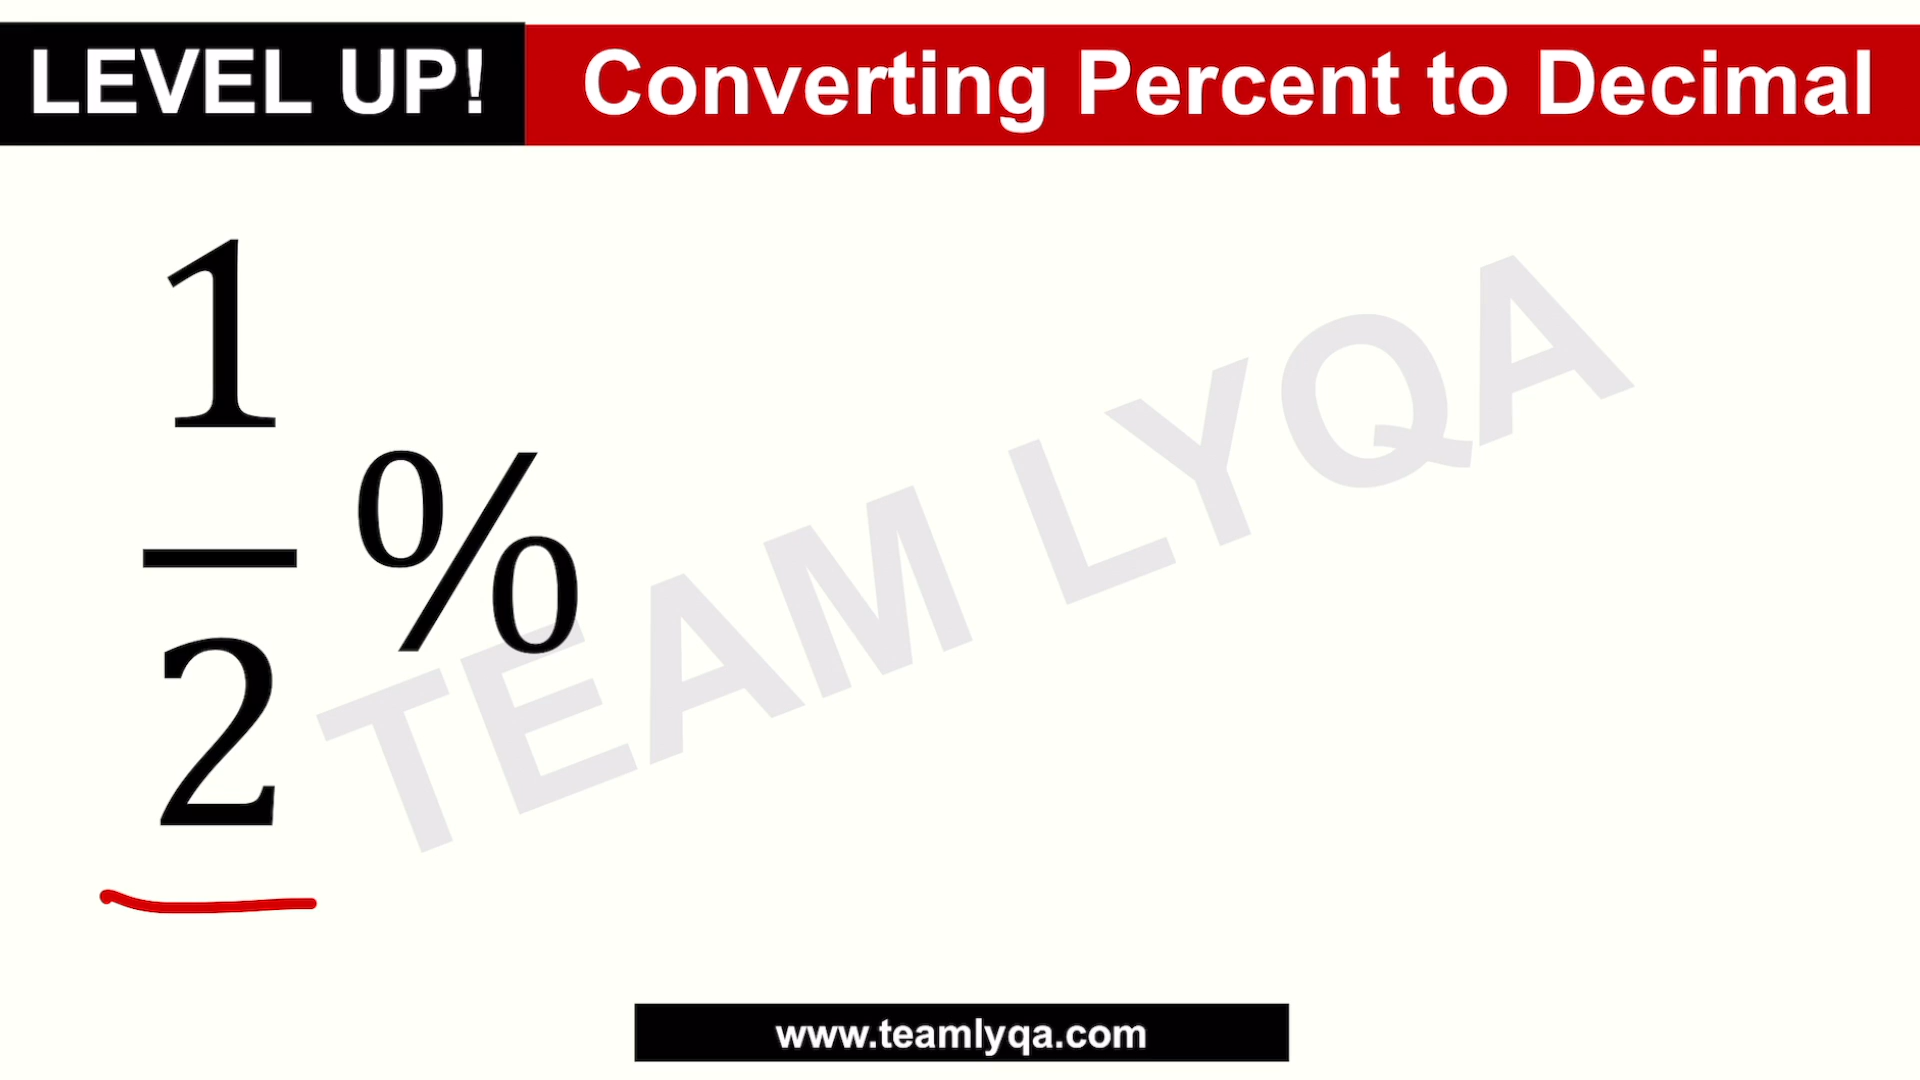 LEVEL UP! Converting Percent to Decimal
1
2
%
TEAM LYQA
www.teamlyqa.com